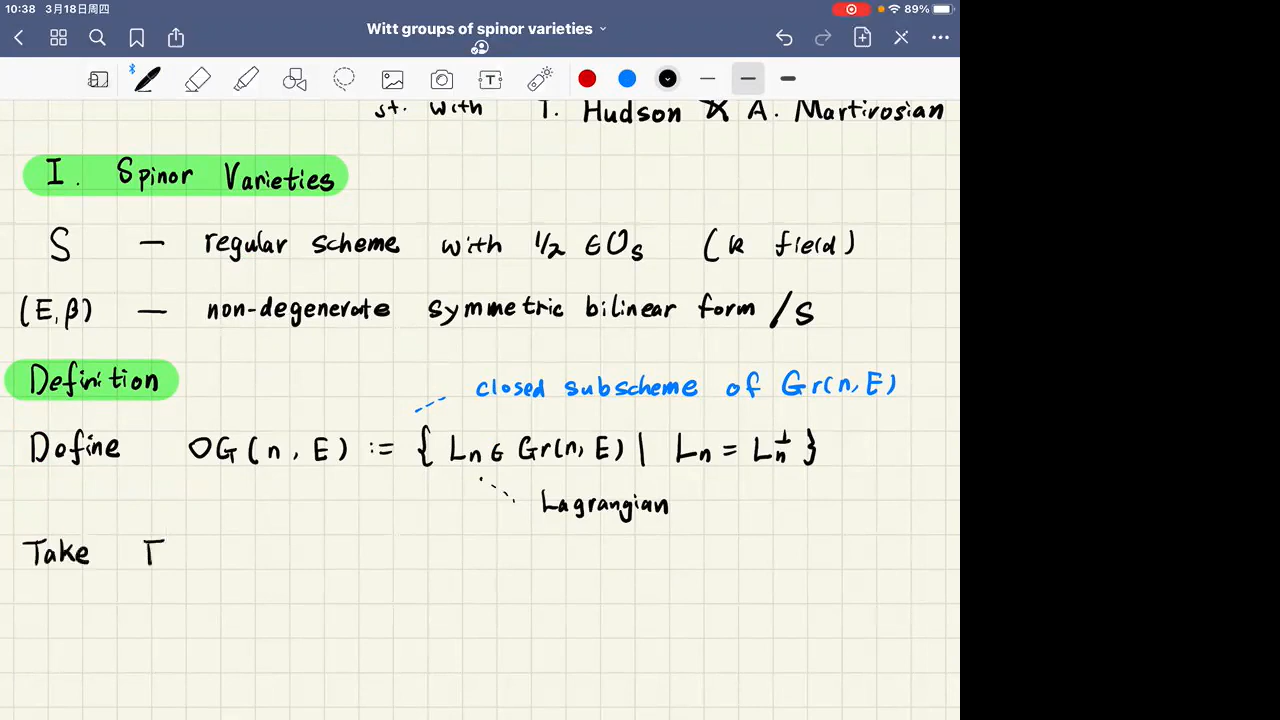 10:38 3月18日周四 89%
Witt groups of spinor varieties
T
jt. with T. Hudson & A. Martirosian
I. Spinor Varieties
S — regular scheme with 1/2 ∈ O_S (k field)
(E, β) — non-degenerate symmetric bilinear form /S
Definition
closed subscheme of Gr(n, E)
Define OG(n, E) := { L_n ∈ Gr(n, E) | L_n = L_n^⊥ }
Lagrangian
Take